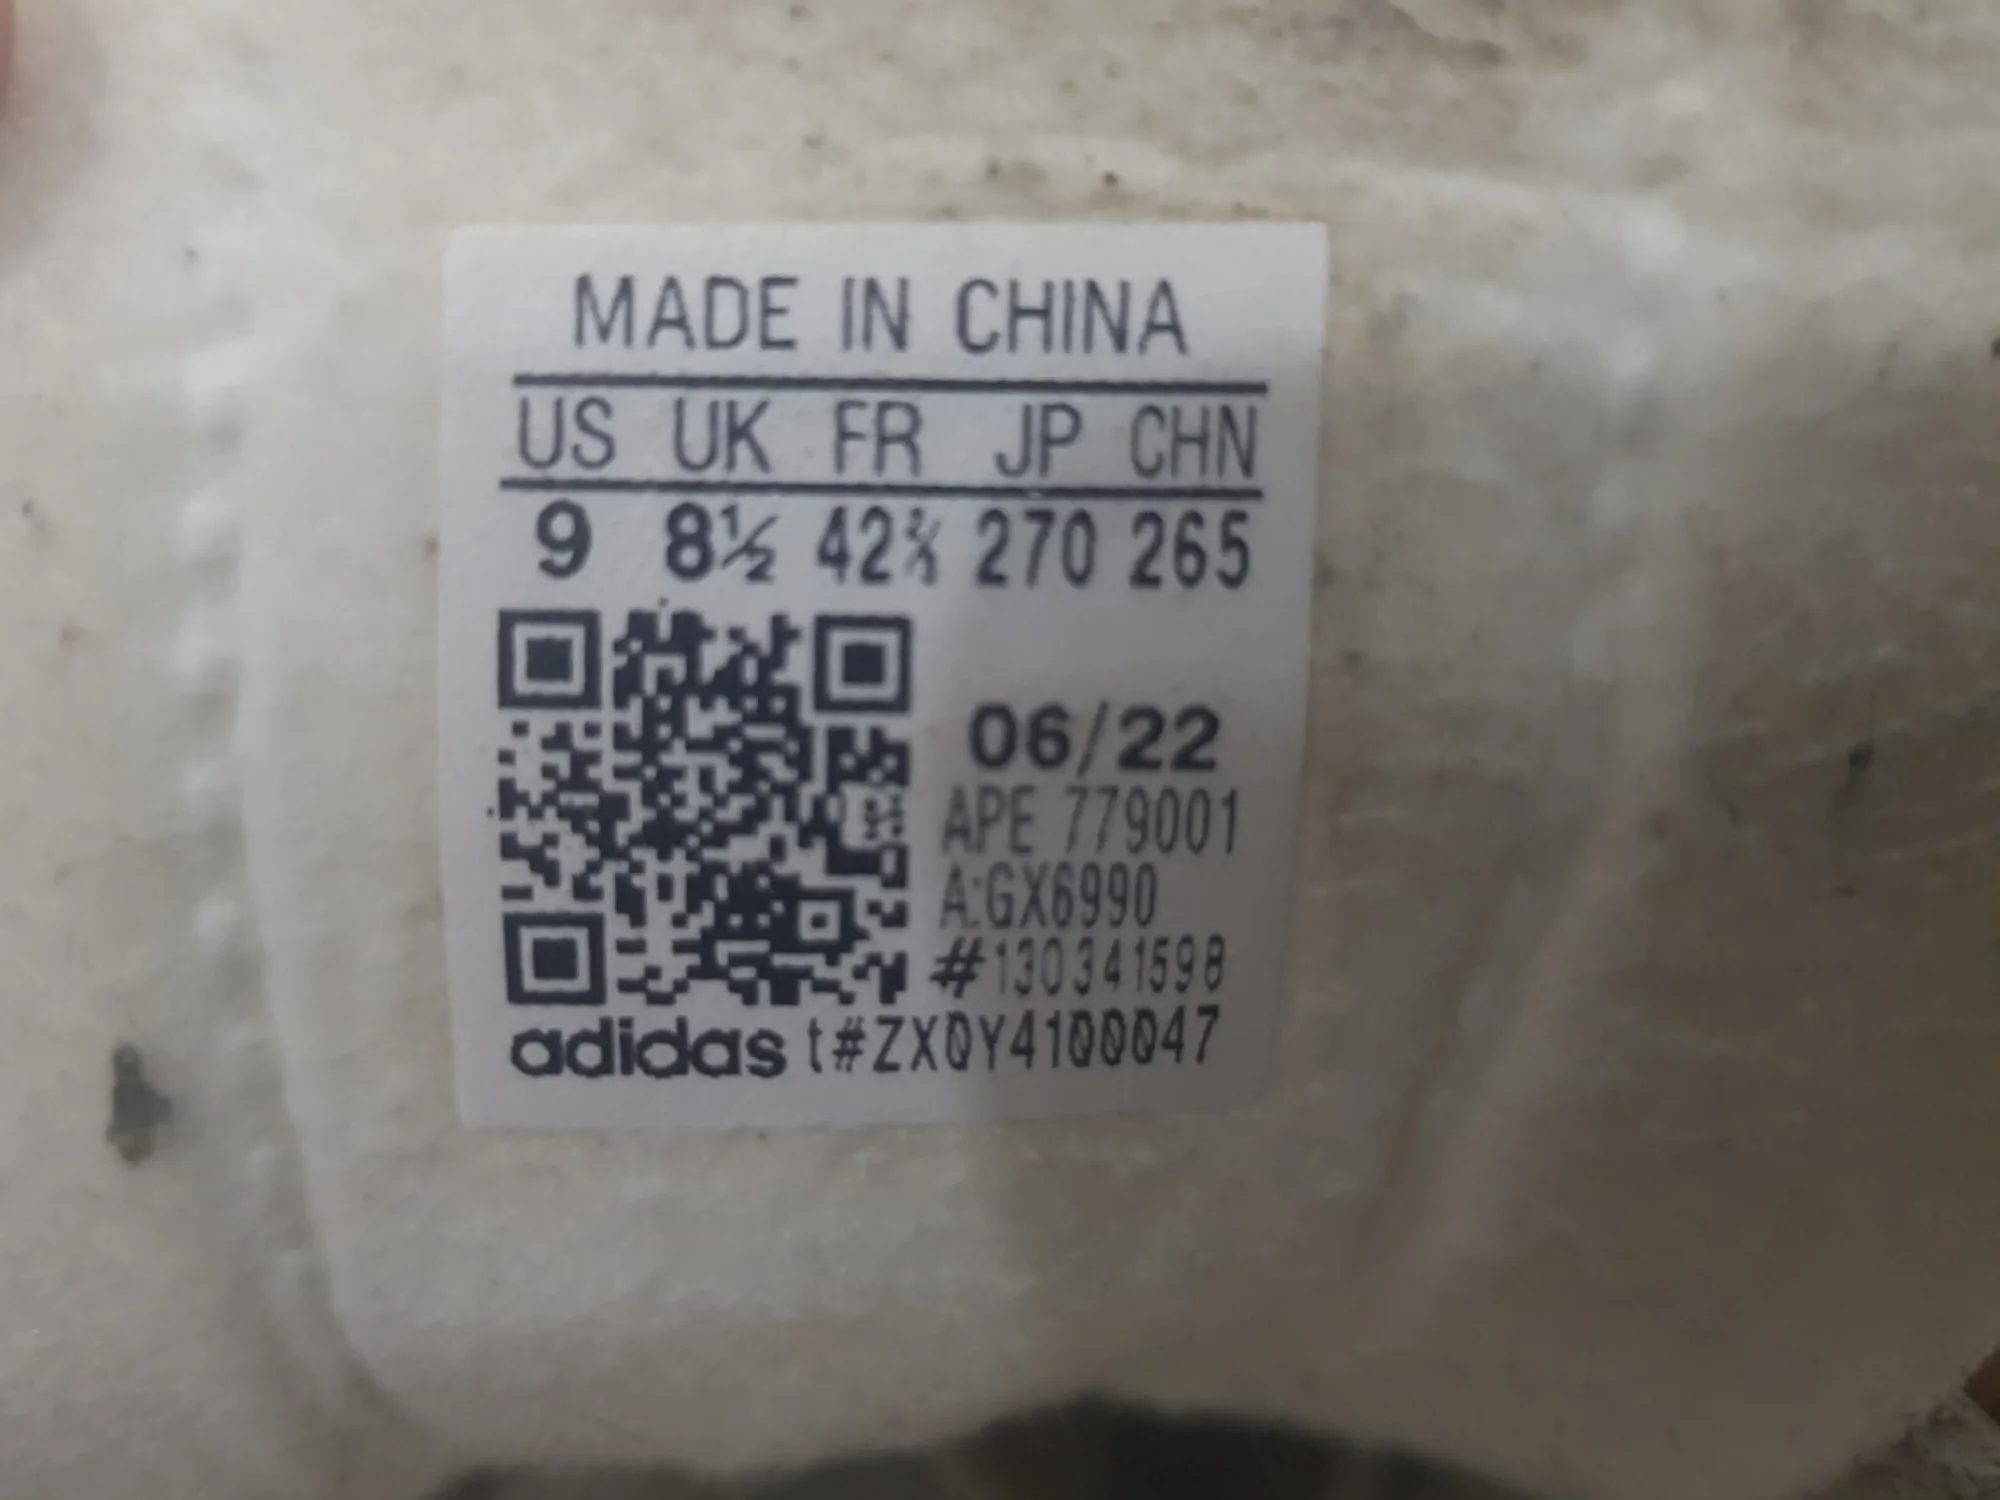 MADE IN CHINA
US UK FR JP CHN
9 8½ 42⅔ 270 265
06/22
APE 779001
A:GX6990
#130341598
adidas t#ZX0Y4100047